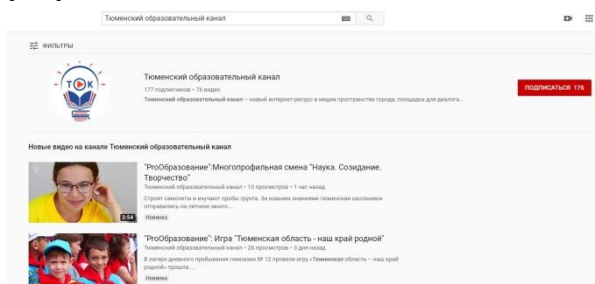 Тюменский образовательный канал
ФИЛЬТРЫ
ТОК
Тюменский образовательный канал
177 подписчиков • 76 видео
Тюменский образовательный канал – новый интернет-ресурс в медиа пространстве города, площадка для диалога...
ПОДПИСАТЬСЯ 176
Новые видео на канале Тюменский образовательный канал
"ProОбразование":Многопрофильная смена "Наука. Созидание.
Творчество"
Тюменский образовательный канал • 10 просмотров • 1 час назад
Строят самолеты и изучают пробы грунта. За новыми знаниями тюменские школьники
отправились на летнюю много...
Новинка
3:54
"ProОбразование": Игра "Тюменская область - наш край родной"
Тюменский образовательный канал • 28 просмотров • 3 дня назад
В лагере дневного пребывания гимназии № 12 провели игру «Тюменская область – наш край
родной» прошла...
Новинка